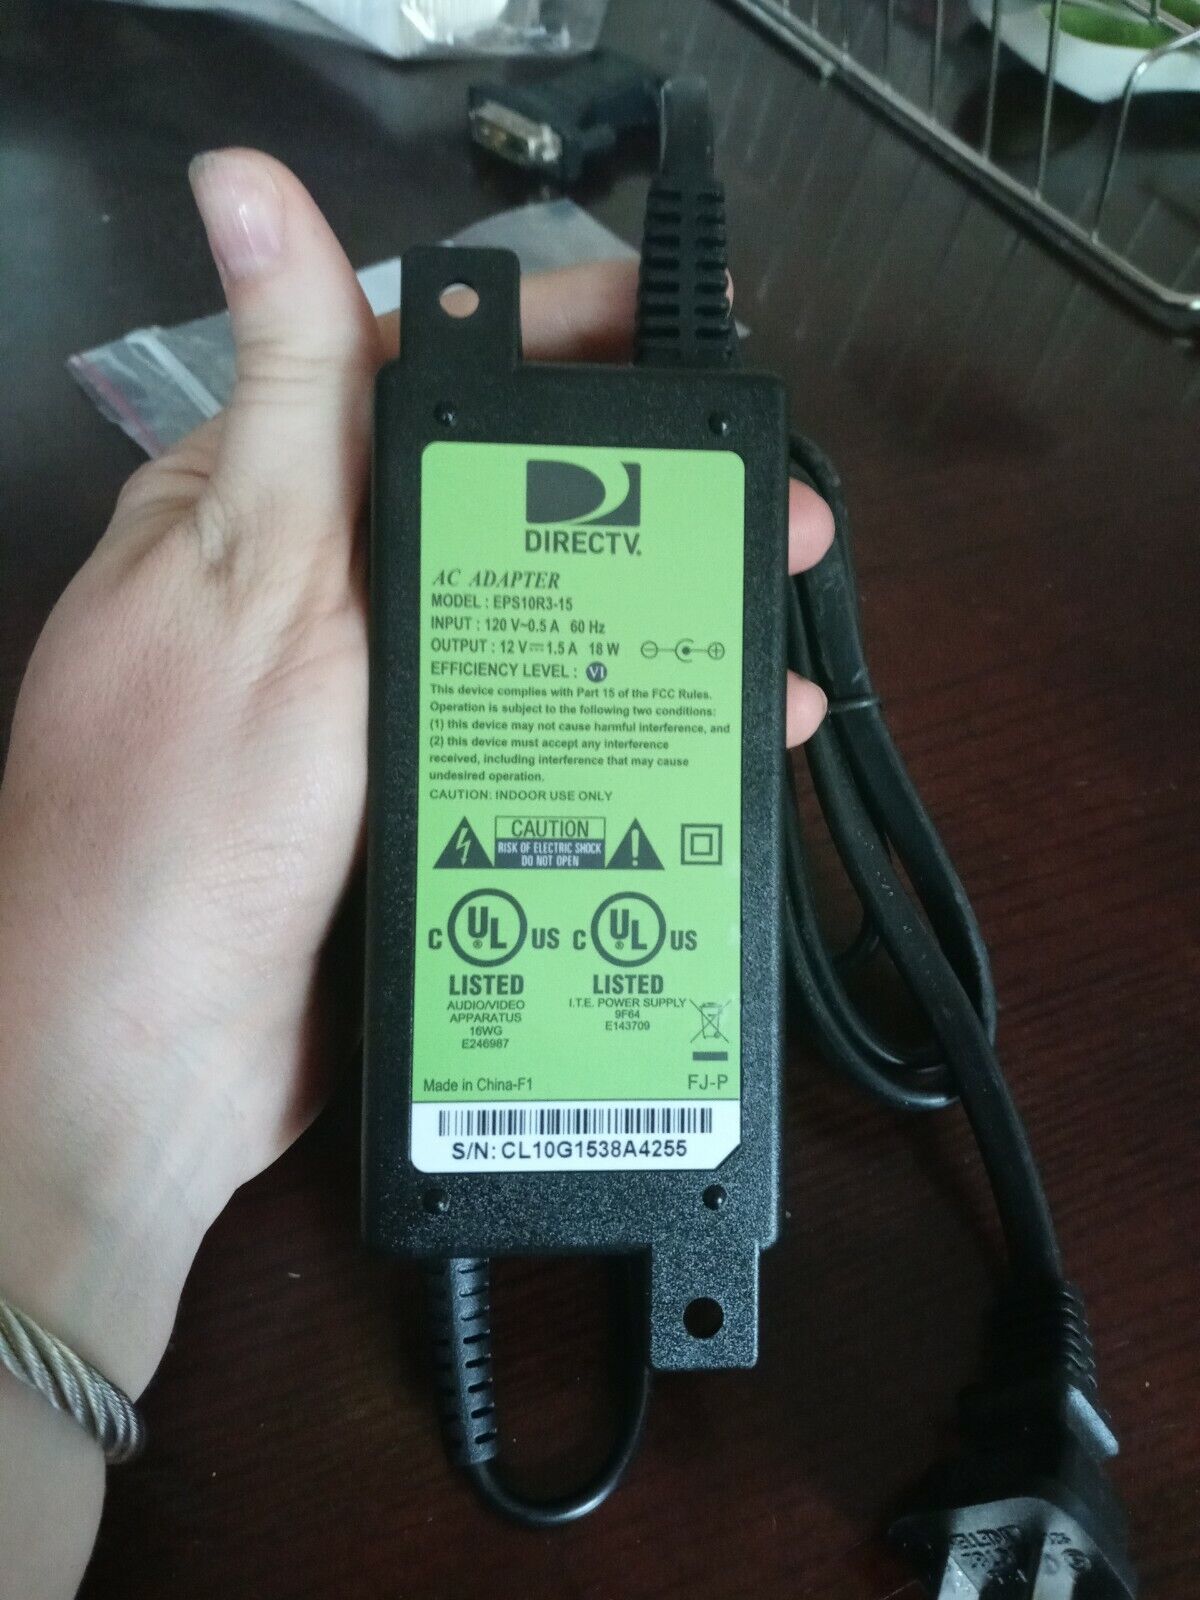 DIRECTV®
AC ADAPTER
MODEL : EPS10R3-15
INPUT : 120 V~0.5 A 60 Hz
OUTPUT : 12 V⎓1.5 A 18 W
EFFICIENCY LEVEL : VI
This device complies with Part 15 of the FCC Rules.
Operation is subject to the following two conditions:
(1) this device may not cause harmful interference, and
(2) this device must accept any interference
received, including interference that may cause
undesired operation.
CAUTION: INDOOR USE ONLY
CAUTION
RISK OF ELECTRIC SHOCK
DO NOT OPEN
C UL® US
LISTED
AUDIO/VIDEO
APPARATUS
16WG
E246987
C UL® US
LISTED
I.T.E. POWER SUPPLY
9F64
E143709
Made in China-F1
FJ-P
S/N: CL10G1538A4255